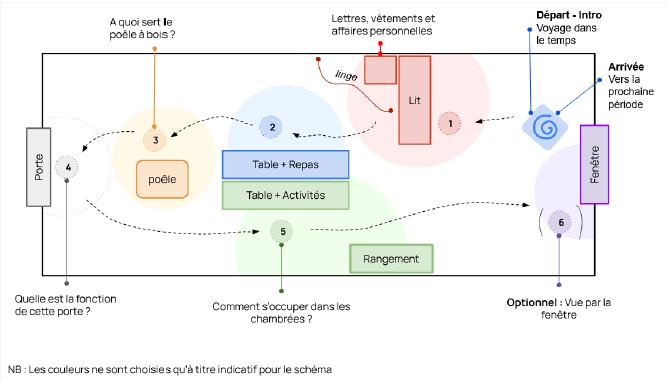 A quoi sert le
poêle à bois ?
Lettres, vêtements et
affaires personnelles
Départ - Intro
Voyage dans
le temps
Arrivée
Vers la
prochaine
période
linge
Lit
1
2
3
4
Porte
poêle
Table + Repas
Table + Activités
Fenêtre
5
6
Rangement
Quelle est la fonction
de cette porte ?
Comment s'occuper dans les
chambrées ?
Optionnel : Vue par la
fenêtre
NB : Les couleurs ne sont choisies qu'à titre indicatif pour le schéma